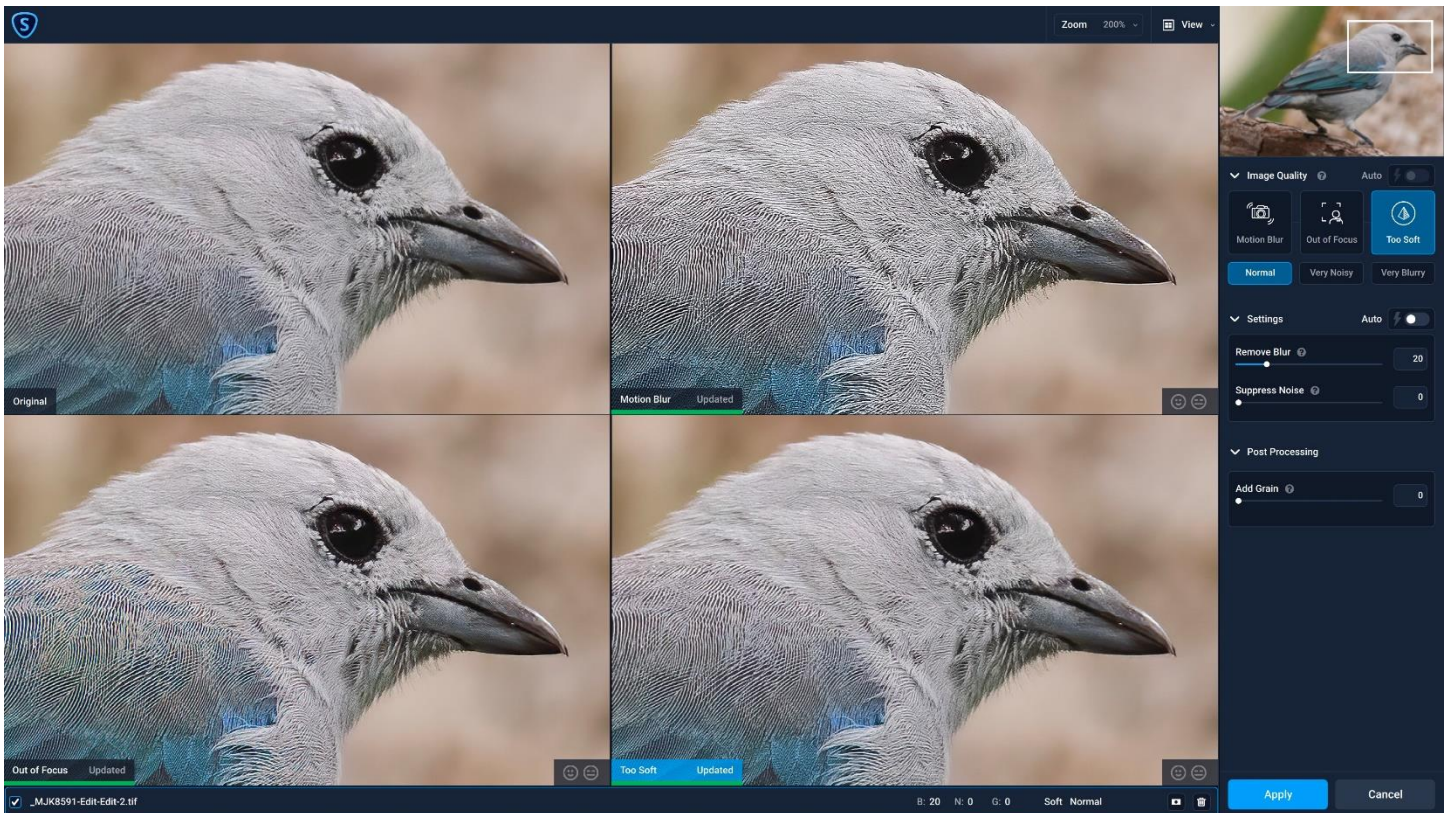 S
Zoom 200% View
Original
Motion Blur Updated
Out of Focus Updated
Too Soft Updated
_MJK8591-Edit-Edit-2.tif B: 20 N: 0 G: 0 Soft Normal
Image Quality ? Auto
Motion Blur Out of Focus Too Soft
Normal Very Noisy Very Blurry
Settings Auto
Remove Blur ? 20
Suppress Noise ? 0
Post Processing
Add Grain ? 0
Apply Cancel